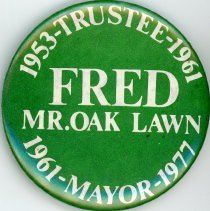 1953-TRUSTEE-1961
FRED
MR.OAK LAWN
1961-MAYOR-1977